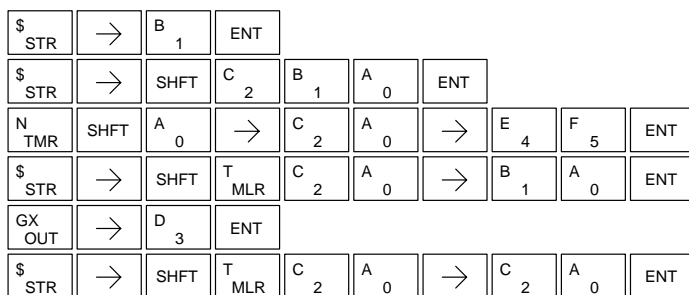 $ STR → B 1 ENT
$ STR → SHFT C 2 B 1 A 0 ENT
N TMR SHFT A 0 → C 2 A 0 → E 4 F 5 ENT
$ STR → SHFT T MLR C 2 A 0 → B 1 A 0 ENT
GX OUT → D 3 ENT
$ STR → SHFT T MLR C 2 A 0 → C 2 A 0 ENT